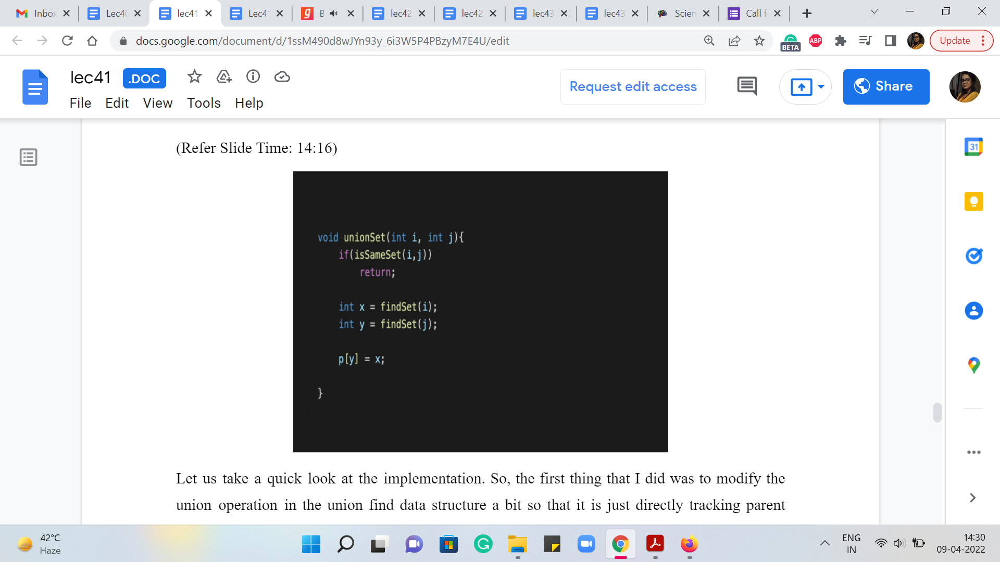 Inbox
Lec40
lec41
Lec41
B
lec42
lec42
lec43
lec43
Scien
Call f
docs.google.com/document/d/1ssM490d8wJYn93y_6i3W5P4PBzyM7E4U/edit
BETA
ABP
Update
lec41 .DOC
Request edit access
Share
File Edit View Tools Help
31
(Refer Slide Time: 14:16)
void unionSet(int i, int j){
if(isSameSet(i,j))
return;
int x = findSet(i);
int y = findSet(j);
p[y] = x;
}
Let us take a quick look at the implementation. So, the first thing that I did was to modify the
union operation in the union find data structure a bit so that it is just directly tracking parent
42°C
Haze
ENG
IN
14:30
09-04-2022